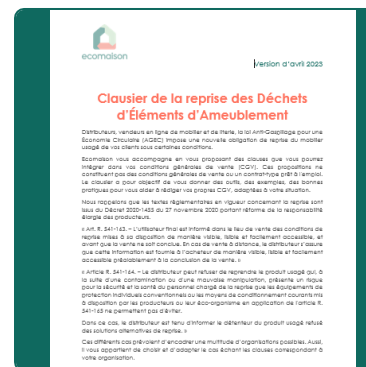 ecomaison
Version d'avril 2023
Clausier de la reprise des Déchets
d'Éléments d'Ameublement
Distributeurs, vendeurs en ligne de mobilier et de literie, la loi Anti-Gaspillage pour une
Économie Circulaire (AGEC) impose une nouvelle obligation de reprise du mobilier
usagé de vos clients sous certaines conditions.
Ecomaison vous accompagne en vous proposant des clauses que vous pourrez
intégrer dans vos conditions générales de vente (CGV). Ces propositions ne
constituent pas des conditions générales de vente ou un contrat-type prêt à l'emploi.
Le clausier a pour objectif de vous donner des outils, des exemples, des bonnes
pratiques pour vous aider à rédiger vos propres CGV, adaptées à votre situation.
Nous rappelons que les textes règlementaires en vigueur concernant la reprise sont
issus du Décret 2020-1455 du 27 novembre 2020 portant réforme de la responsabilité
élargie des producteurs.
« Art. R. 541-163. – L'utilisateur final est informé dans le lieu de vente des conditions de
reprise mises à sa disposition de manière visible, lisible et facilement accessible, et
avant que la vente ne soit conclue. En cas de vente à distance, le distributeur s'assure
que cette information est fournie à l'acheteur de manière visible, lisible et facilement
accessible préalablement à la conclusion de la vente. »
« Article R. 541-164. – Le distributeur peut refuser de reprendre le produit usagé qui, à
la suite d'une contamination ou d'une mauvaise manipulation, présente un risque
pour la sécurité et la santé du personnel chargé de la reprise que les équipements de
protection individuels conventionnels ou les moyens de conditionnement courants mis
à disposition par les producteurs ou leur éco-organisme en application de l'article R.
541-165 ne permettent pas d'éviter.
Dans ce cas, le distributeur est tenu d'informer le détenteur du produit usagé refusé
des solutions alternatives de reprise. »
Ces différents cas prévalent d'encadrer une multitude d'organisations possibles. Aussi,
il vous appartient de choisir et d'adapter le cas échéant les clauses correspondant à
votre organisation.